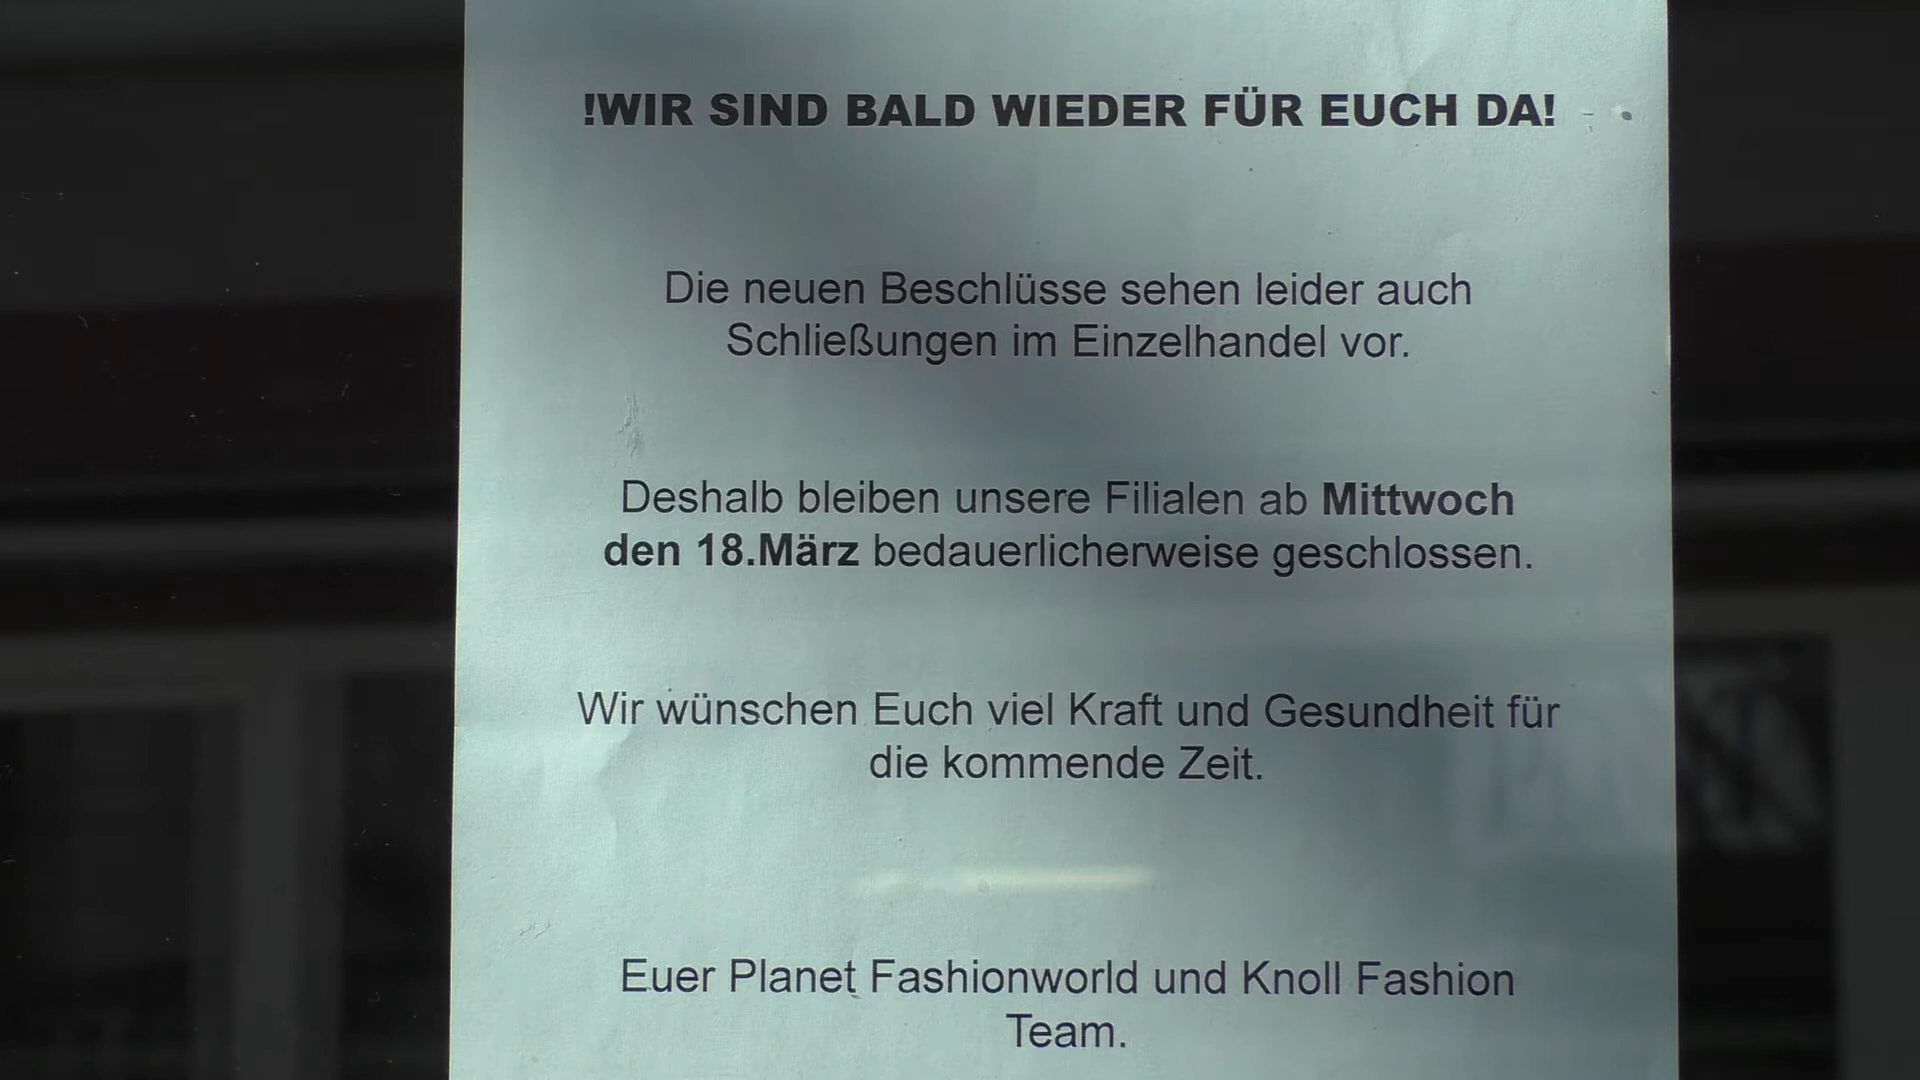 !WIR SIND BALD WIEDER FÜR EUCH DA!
Die neuen Beschlüsse sehen leider auch
Schließungen im Einzelhandel vor.
Deshalb bleiben unsere Filialen ab Mittwoch
den 18.März bedauerlicherweise geschlossen.
Wir wünschen Euch viel Kraft und Gesundheit für
die kommende Zeit.
Euer Planet Fashionworld und Knoll Fashion
Team.